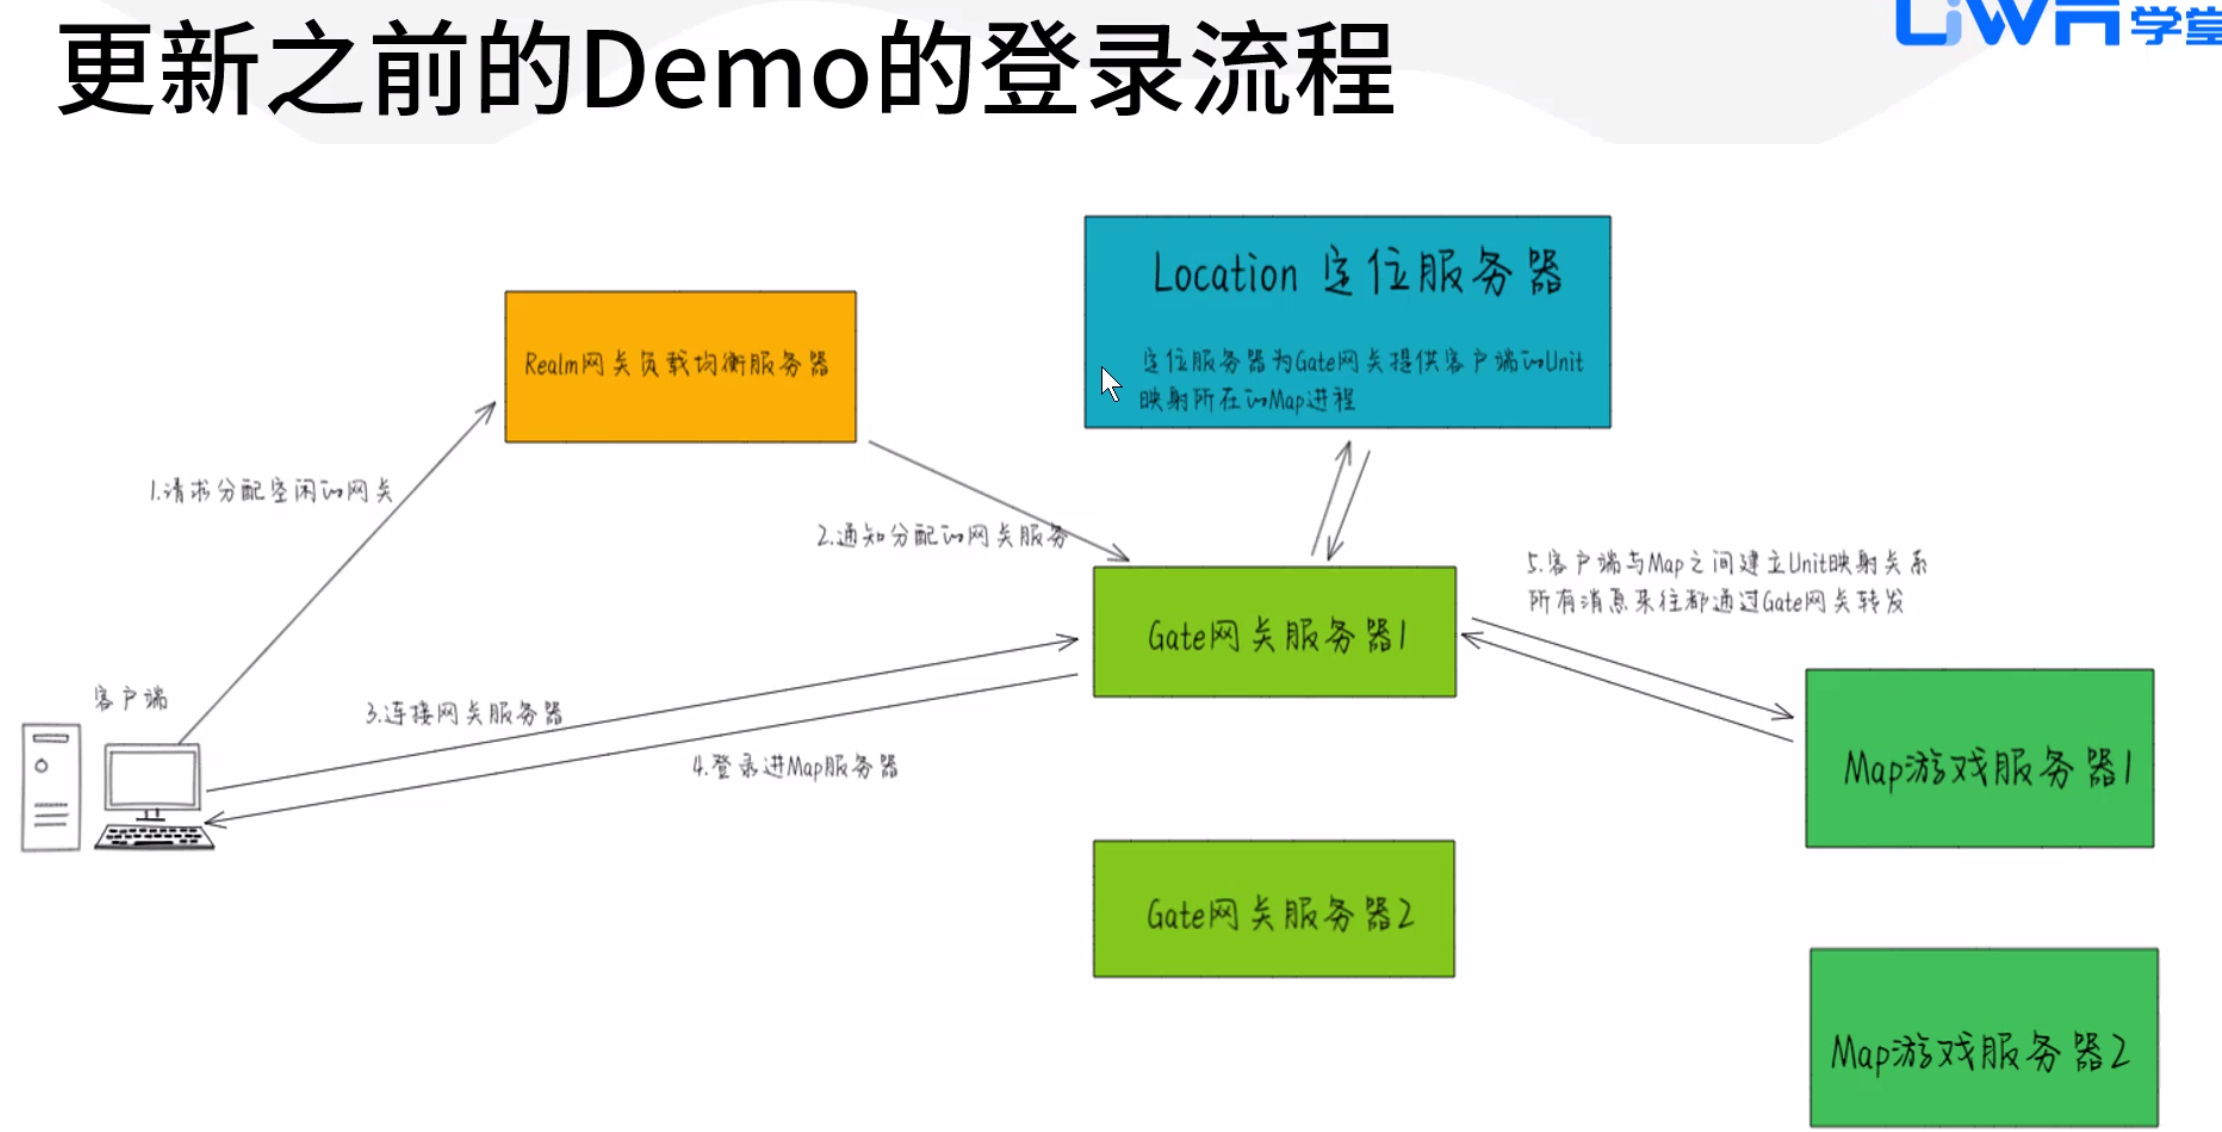 更新之前的Demo的登录流程
UWA学堂
Location 定位服务器
定位服务器为Gate网关提供客户端的Unit
映射所在的Map进程
Realm网关负载均衡服务器
1.请求分配空闲的网关
2.通知分配的网关服务
5.客户端与Map之间建立Unit映射关系
所有消息来往都通过Gate网关转发
Gate网关服务器1
客户端
3.连接网关服务器
4.登录进Map服务器
Map游戏服务器1
Gate网关服务器2
Map游戏服务器2